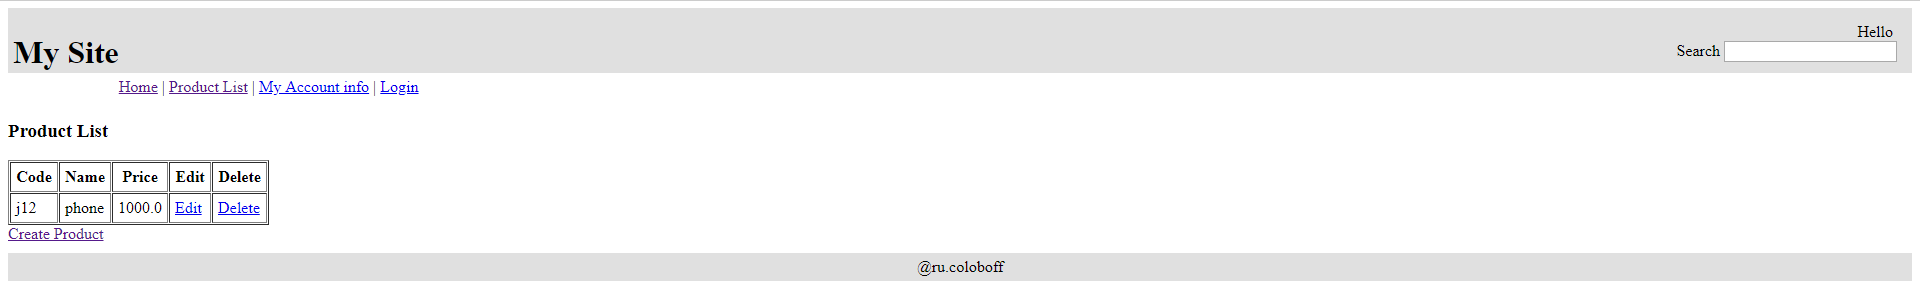 My Site
Hello
Search
Home | Product List | My Account info | Login
Product List
Code Name Price Edit Delete
j12 phone 1000.0 Edit Delete
Create Product
@ru.coloboff